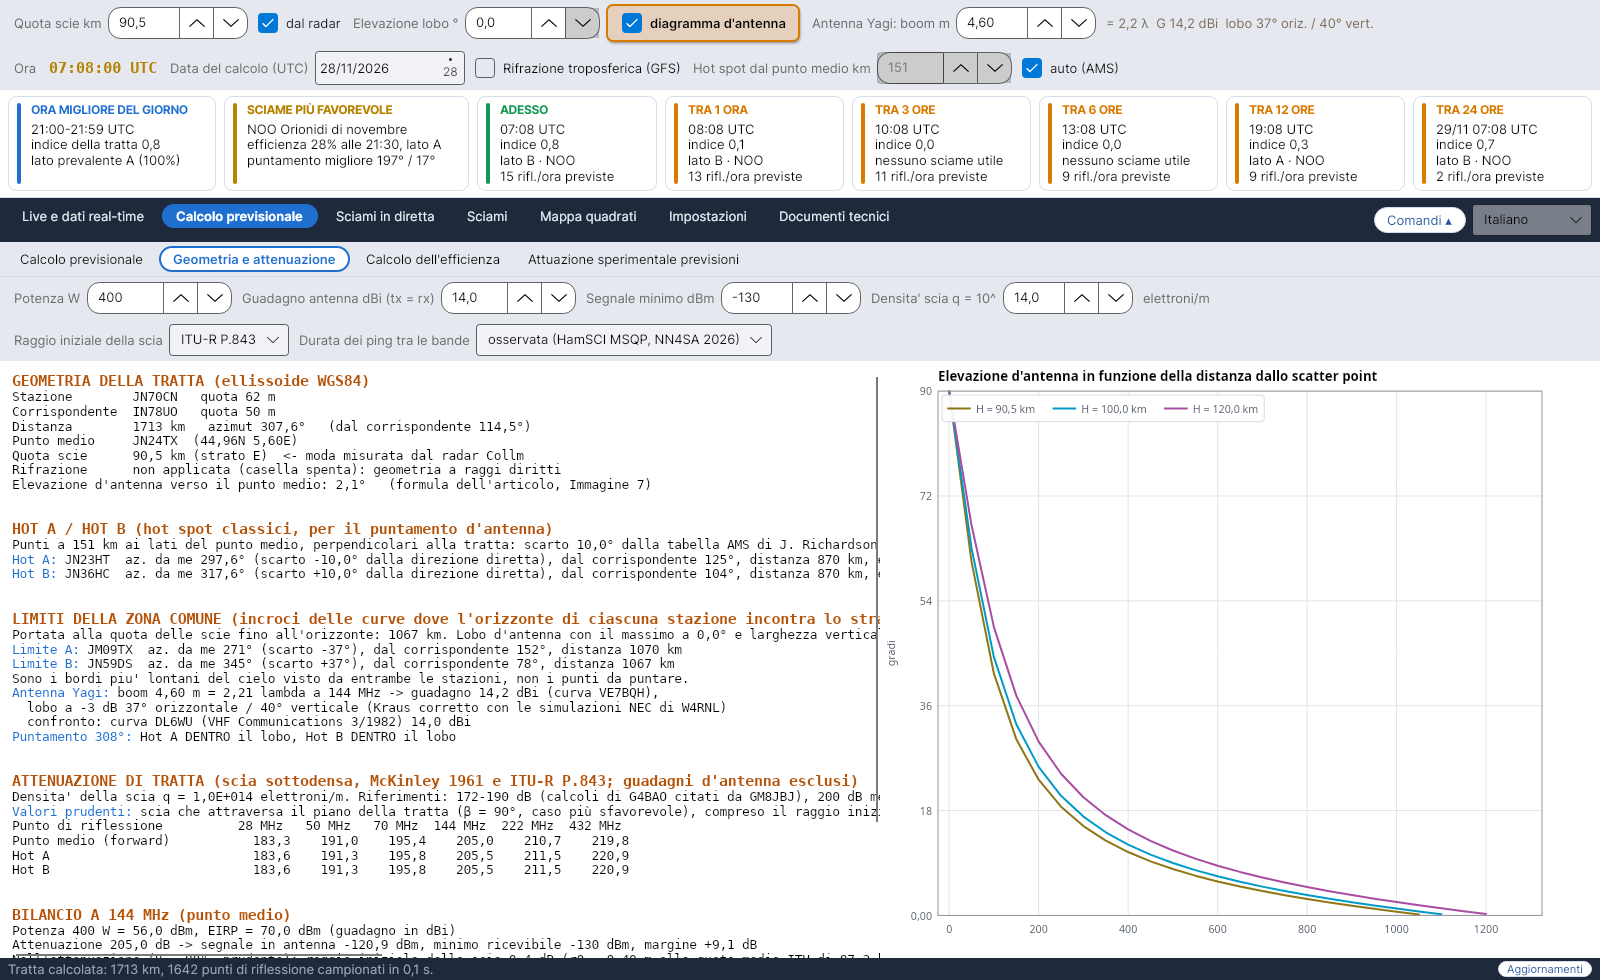 Quota scie km 90,5 dal radar Elevazione lobo ° 0,0 diagramma d'antenna Antenna Yagi: boom m 4,60 = 2,2 λ G 14,2 dBi lobo 37° oriz. / 40° vert.
Ora 07:08:00 UTC Data del calcolo (UTC) 28/11/2026 28 Rifrazione troposferica (GFS) Hot spot dal punto medio km 151 auto (AMS)
ORA MIGLIORE DEL GIORNO
21:00-21:59 UTC
indice della tratta 0,8
lato prevalente A (100%)
SCIAME PIÙ FAVOREVOLE
NOO Orionidi di novembre
efficienza 28% alle 21:30, lato A
puntamento migliore 197° / 17°
ADESSO
07:08 UTC
indice 0,8
lato B · NOO
15 rifl./ora previste
TRA 1 ORA
08:08 UTC
indice 0,1
lato B · NOO
13 rifl./ora previste
TRA 3 ORE
10:08 UTC
indice 0,0
nessuno sciame utile
11 rifl./ora previste
TRA 6 ORE
13:08 UTC
indice 0,0
nessuno sciame utile
9 rifl./ora previste
TRA 12 ORE
19:08 UTC
indice 0,3
lato A · NOO
9 rifl./ora previste
TRA 24 ORE
29/11 07:08 UTC
indice 0,7
lato B · NOO
2 rifl./ora previste
Live e dati real-time Calcolo previsionale Sciami in diretta Sciami Mappa quadrati Impostazioni Documenti tecnici Comandi ▴ Italiano
Calcolo previsionale Geometria e attenuazione Calcolo dell'efficienza Attuazione sperimentale previsioni
Potenza W 400 Guadagno antenna dBi (tx = rx) 14,0 Segnale minimo dBm -130 Densita' scia q = 10^ 14,0 elettroni/m
Raggio iniziale della scia ITU-R P.843 Durata dei ping tra le bande osservata (HamSCI MSQP, NN4SA 2026)
GEOMETRIA DELLA TRATTA (ellissoide WGS84)
Stazione JN70CN quota 62 m
Corrispondente IN78UO quota 50 m
Distanza 1713 km azimut 307,6° (dal corrispondente 114,5°)
Punto medio JN24TX (44,96N 5,60E)
Quota scie 90,5 km (strato E) <- moda misurata dal radar Collm
Rifrazione non applicata (casella spenta): geometria a raggi diritti
Elevazione d'antenna verso il punto medio: 2,1° (formula dell'articolo, Immagine 7)
HOT A / HOT B (hot spot classici, per il puntamento d'antenna)
Punti a 151 km ai lati del punto medio, perpendicolari alla tratta: scarto 10,0° dalla tabella AMS di J. Richardson
Hot A: JN23HT az. da me 297,6° (scarto -10,0° dalla direzione diretta), dal corrispondente 125°, distanza 870 km,
Hot B: JN36HC az. da me 317,6° (scarto +10,0° dalla direzione diretta), dal corrispondente 104°, distanza 870 km,
LIMITI DELLA ZONA COMUNE (incroci delle curve dove l'orizzonte di ciascuna stazione incontra lo stra
Portata alla quota delle scie fino all'orizzonte: 1067 km. Lobo d'antenna con il massimo a 0,0° e larghezza vertica
Limite A: JM09TX az. da me 271° (scarto -37°), dal corrispondente 152°, distanza 1070 km
Limite B: JN59DS az. da me 345° (scarto +37°), dal corrispondente 78°, distanza 1067 km
Sono i bordi piu' lontani del cielo visto da entrambe le stazioni, non i punti da puntare.
Antenna Yagi: boom 4,60 m = 2,21 lambda a 144 MHz -> guadagno 14,2 dBi (curva VE7BQH),
lobo a -3 dB 37° orizzontale / 40° verticale (Kraus corretto con le simulazioni NEC di W4RNL)
confronto: curva DL6WU (VHF Communications 3/1982) 14,0 dBi
Puntamento 308°: Hot A DENTRO il lobo, Hot B DENTRO il lobo
ATTENUAZIONE DI TRATTA (scia sottodensa, McKinley 1961 e ITU-R P.843; guadagni d'antenna esclusi)
Densita' della scia q = 1,0E+014 elettroni/m. Riferimenti: 172-190 dB (calcoli di G4BAO citati da GM8JBJ), 200 dB me
Valori prudenti: scia che attraversa il piano della tratta (β = 90°, caso più sfavorevole), compreso il raggio inizi
Punto di riflessione 28 MHz 50 MHz 70 MHz 144 MHz 222 MHz 432 MHz
Punto medio (forward) 183,3 191,0 195,4 205,0 210,7 219,8
Hot A 183,6 191,3 195,8 205,5 211,5 220,9
Hot B 183,6 191,3 195,8 205,5 211,5 220,9
BILANCIO A 144 MHz (punto medio)
Potenza 400 W = 56,0 dBm, EIRP = 70,0 dBm (guadagno in dBi)
Attenuazione 205,0 dB -> segnale in antenna -120,9 dBm, minimo ricevibile -130 dBm, margine +9,1 dB
Elevazione d'antenna in funzione della distanza dallo scatter point
H = 90,5 km H = 100,0 km H = 120,0 km
90
72
54
36
18
0,00
gradi
0 200 400 600 800 1000 1200
Tratta calcolata: 1713 km, 1642 punti di riflessione campionati in 0,1 s. Aggiornamenti